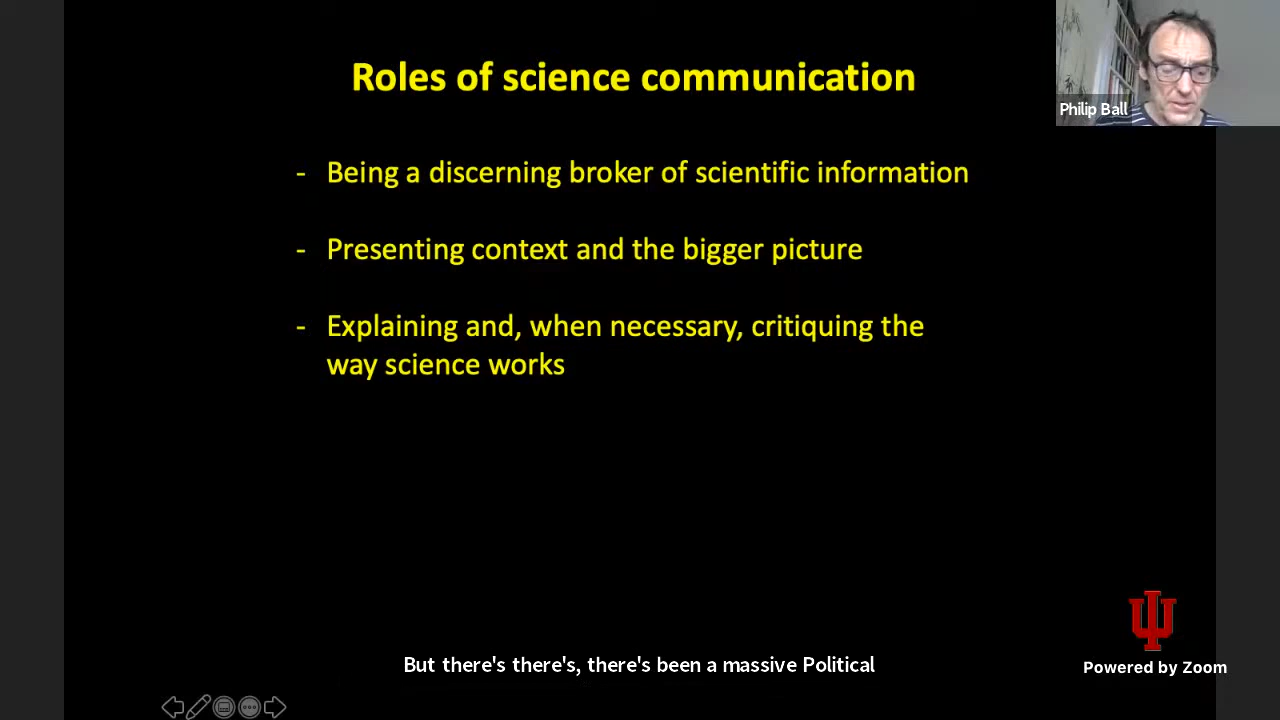 Roles of science communication
Philip Ball
- Being a discerning broker of scientific information
- Presenting context and the bigger picture
- Explaining and, when necessary, critiquing the
way science works
But there's there's, there's been a massive Political
Powered by Zoom